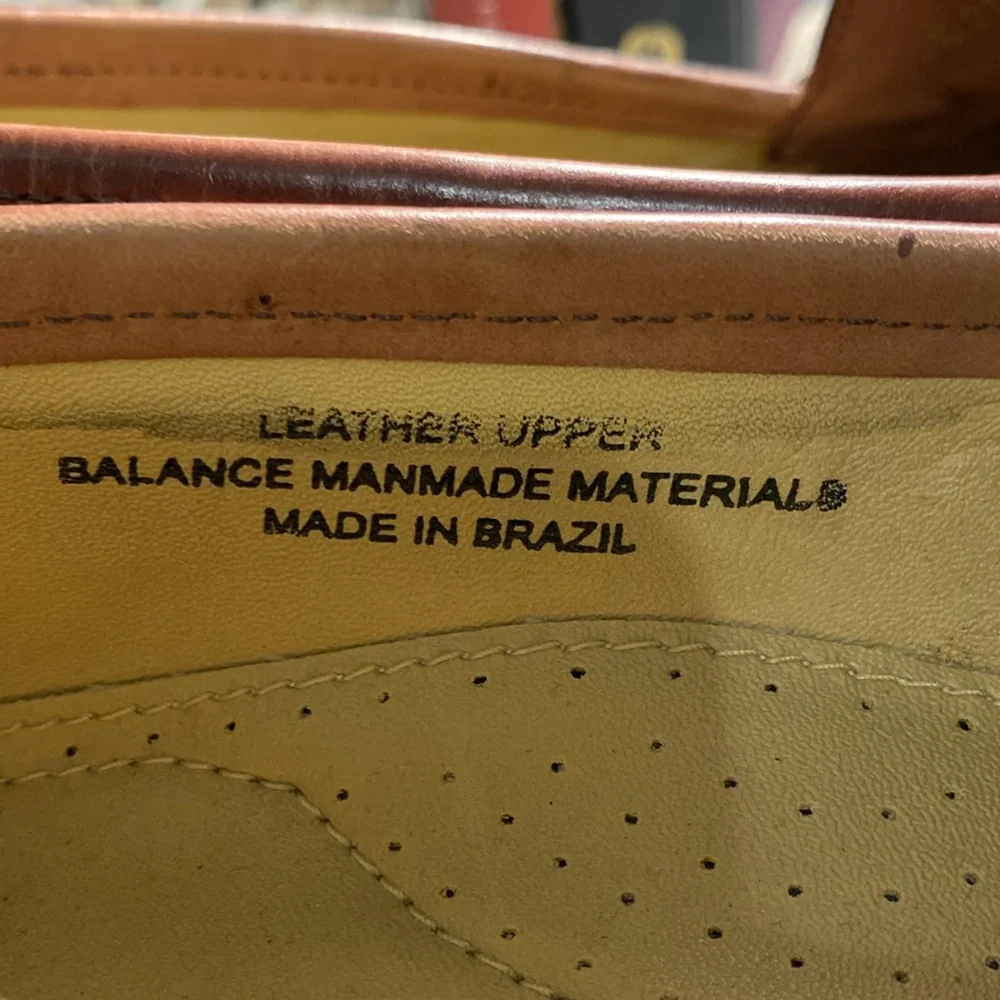 LEATHER UPPER
BALANCE MANMADE MATERIALS
MADE IN BRAZIL